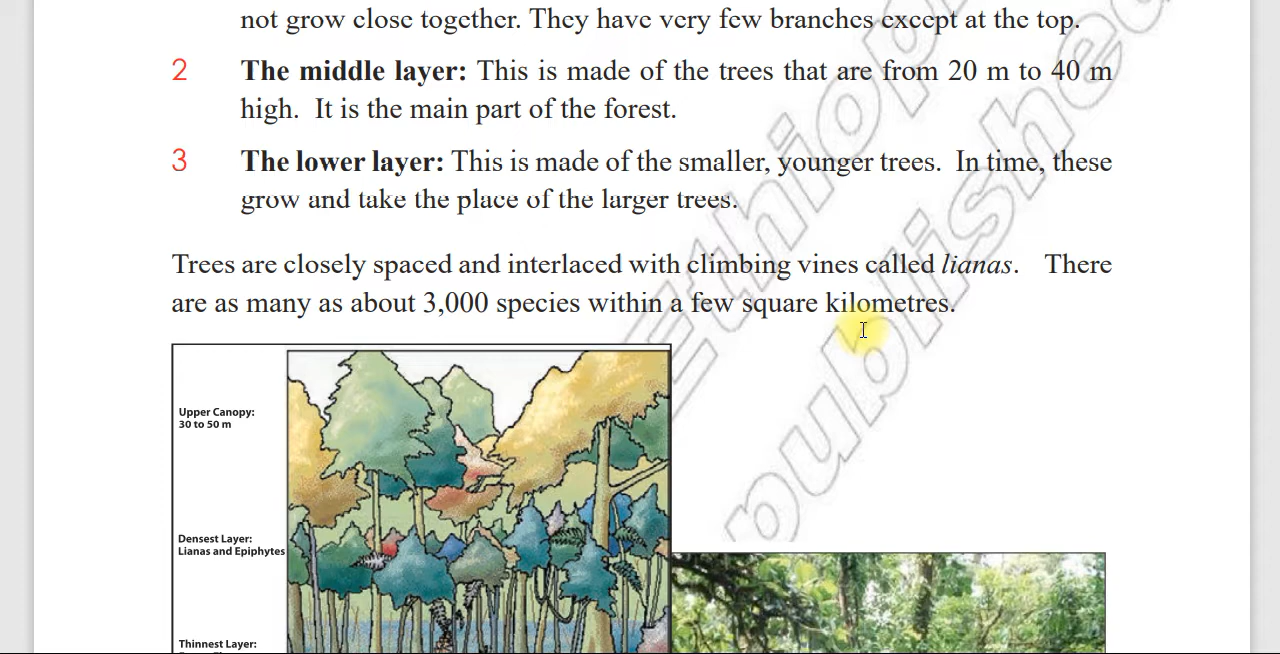 not grow close together. They have very few branches except at the top.
2 The middle layer: This is made of the trees that are from 20 m to 40 m
high. It is the main part of the forest.
3 The lower layer: This is made of the smaller, younger trees. In time, these
grow and take the place of the larger trees.
Trees are closely spaced and interlaced with climbing vines called lianas. There
are as many as about 3,000 species within a few square kilometres.
Upper Canopy:
30 to 50 m
Densest Layer:
Lianas and Epiphytes
Thinnest Layer: